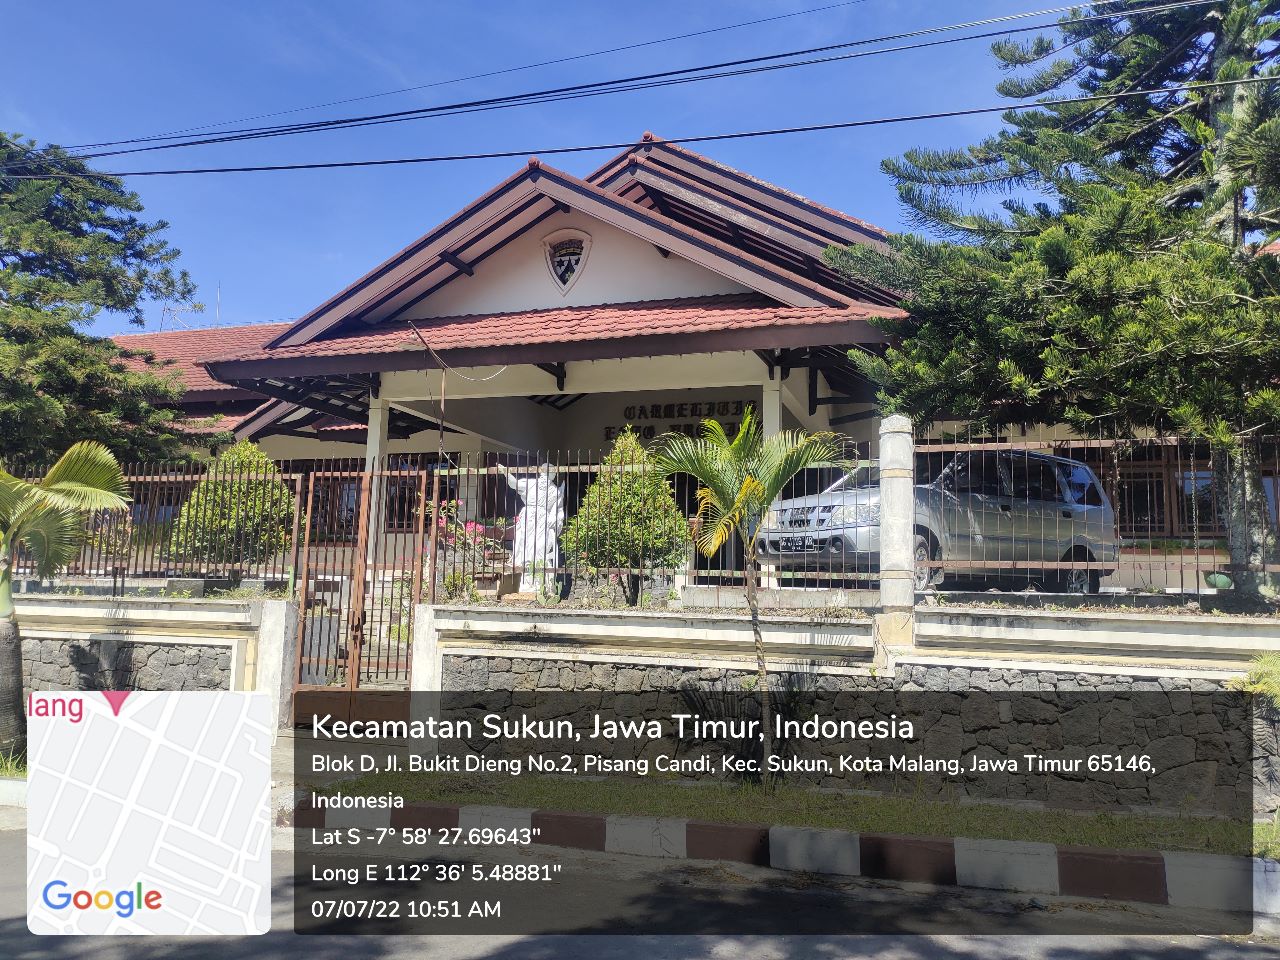 CARMELITIA
lang
Google
Kecamatan Sukun, Jawa Timur, Indonesia
Blok D, Jl. Bukit Dieng No.2, Pisang Candi, Kec. Sukun, Kota Malang, Jawa Timur 65146,
Indonesia
Lat S -7° 58' 27.69643"
Long E 112° 36' 5.48881"
07/07/22 10:51 AM